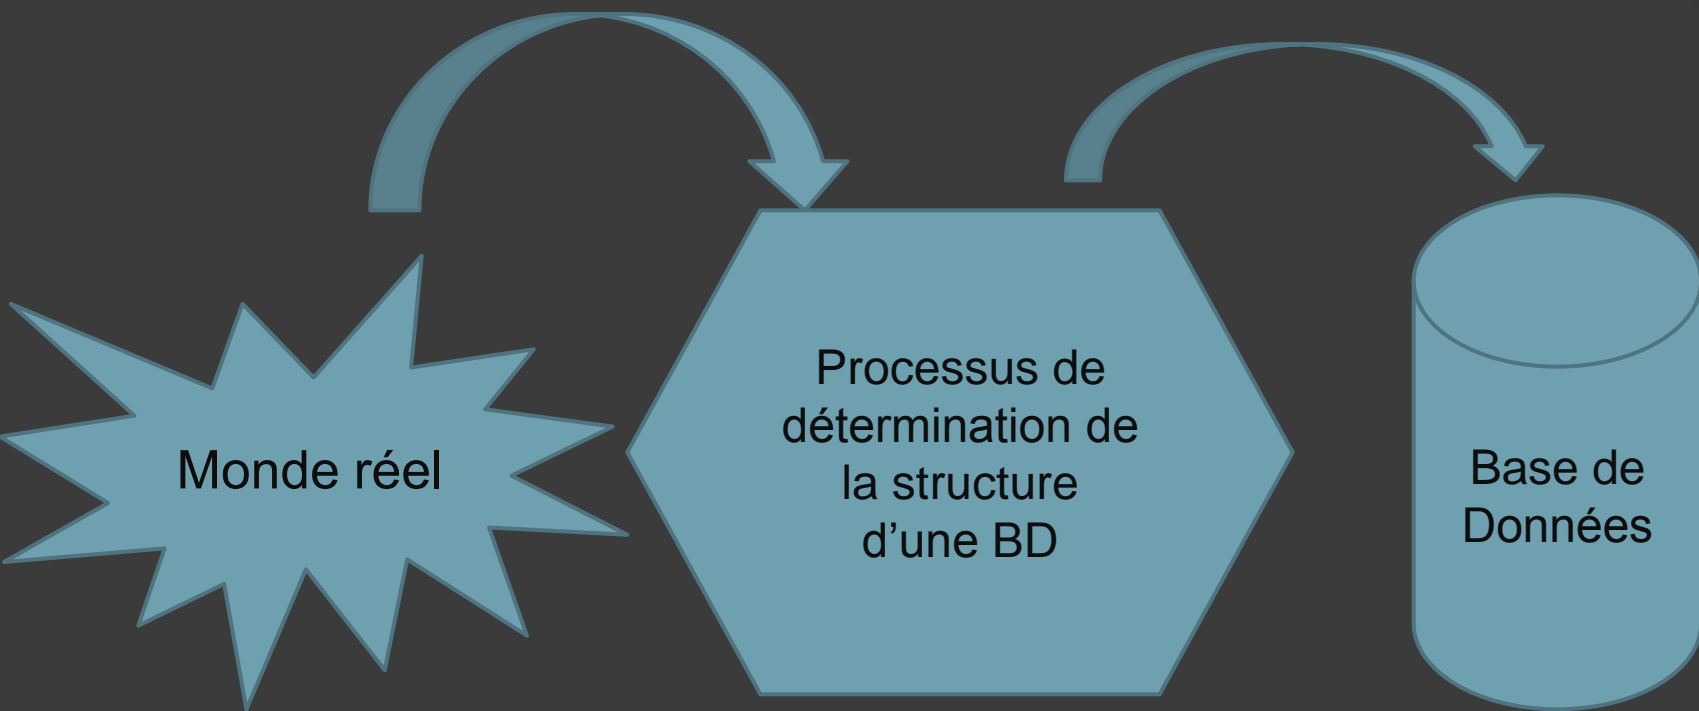 Monde réel
Processus de
détermination de
la structure
d’une BD
Base de
Données